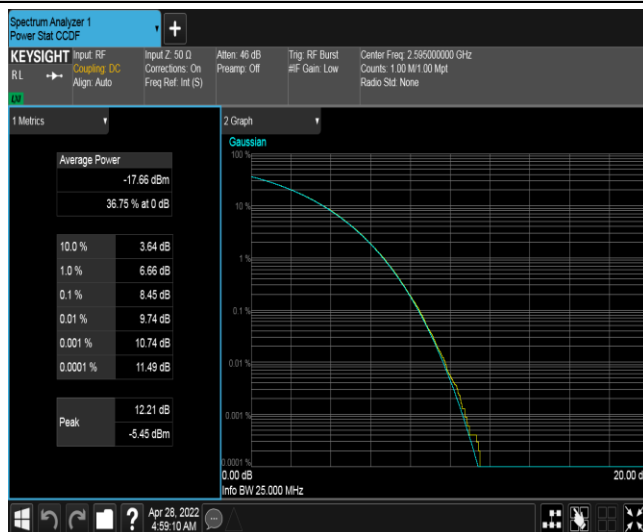 Spectrum Analyzer 1
Power Stat CCDF
+
KEYSIGHT
RL
Input: RF
Coupling: DC
Align: Auto
Input Z: 50 Ω
Corrections: On
Freq Ref: Int (S)
Atten: 46 dB
Preamp: Off
Trig: RF Burst
#IF Gain: Low
Center Freq: 2.595000000 GHz
Counts: 1.00 M/1.00 Mpt
Radio Std: None
1 Metrics
Average Power
-17.66 dBm
36.75 % at 0 dB
10.0 % 3.64 dB
1.0 % 6.66 dB
0.1 % 8.45 dB
0.01 % 9.74 dB
0.001 % 10.74 dB
0.0001 % 11.49 dB
Peak
12.21 dB
-5.45 dBm
2 Graph
Gaussian
100 %
10 %
1 %
0.1 %
0.01 %
0.001 %
0.0001 %
0.00 dB
20.00 d
Info BW 25.000 MHz
?
Apr 28, 2022
4:59:10 AM